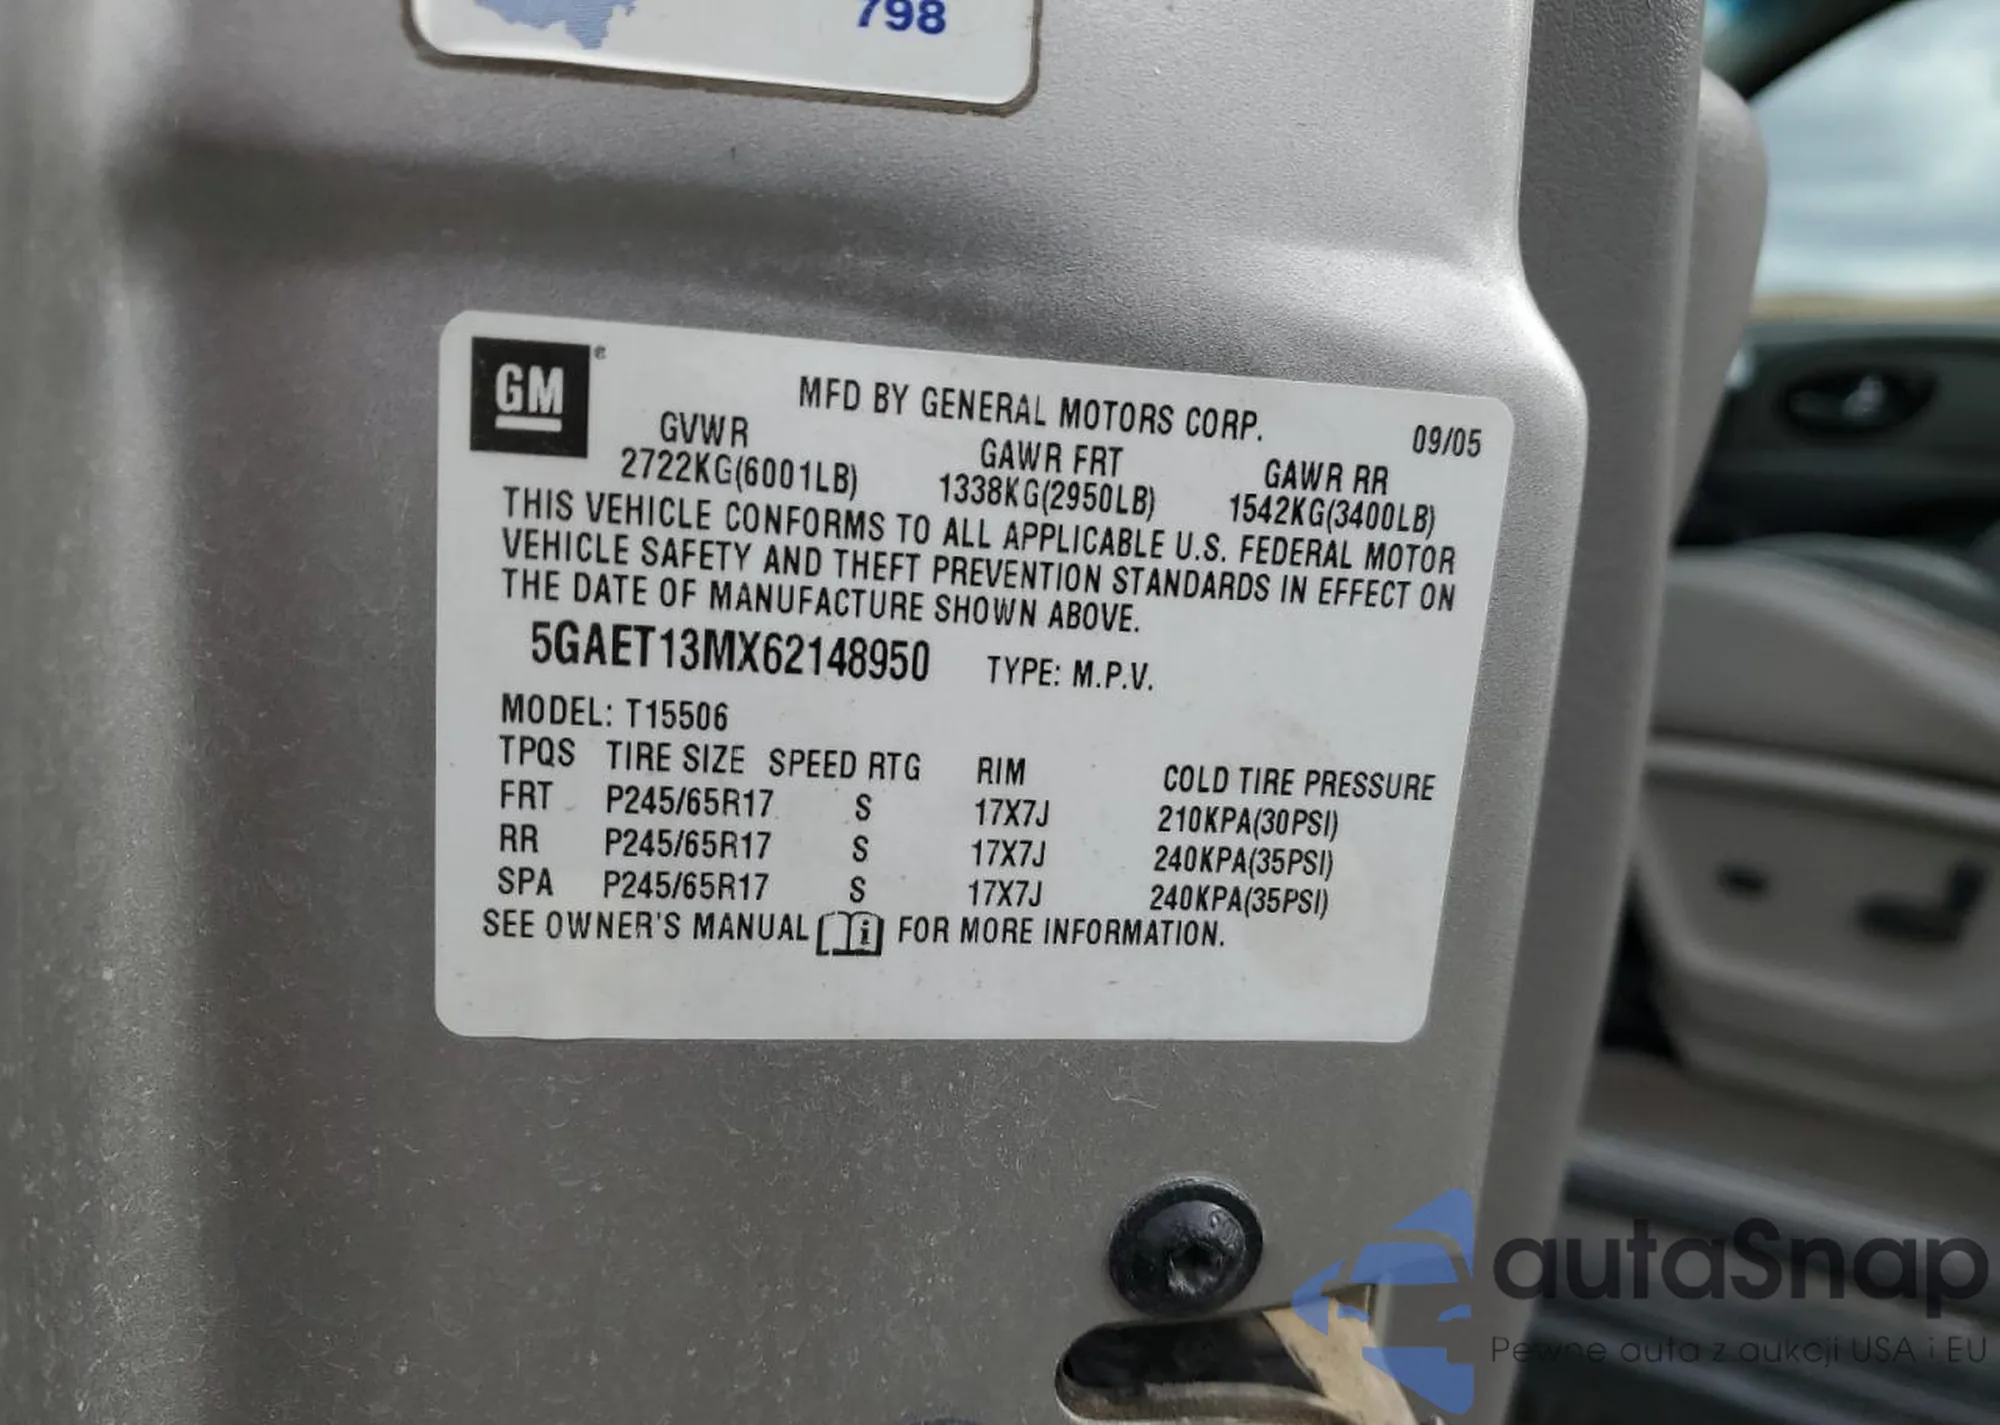 798
GM®
MFD BY GENERAL MOTORS CORP.
09/05
GVWR GAWR FRT GAWR RR
2722KG(6001LB) 1338KG(2950LB) 1542KG(3400LB)
THIS VEHICLE CONFORMS TO ALL APPLICABLE U.S. FEDERAL MOTOR
VEHICLE SAFETY AND THEFT PREVENTION STANDARDS IN EFFECT ON
THE DATE OF MANUFACTURE SHOWN ABOVE.
5GAET13MX62148950 TYPE: M.P.V.
MODEL: T15506
TPQS TIRE SIZE SPEED RTG RIM COLD TIRE PRESSURE
FRT P245/65R17 S 17X7J 210KPA(30PSI)
RR P245/65R17 S 17X7J 240KPA(35PSI)
SPA P245/65R17 S 17X7J 240KPA(35PSI)
SEE OWNER'S MANUAL i FOR MORE INFORMATION.
autaSnap
Pewne auta z aukcji USA i EU